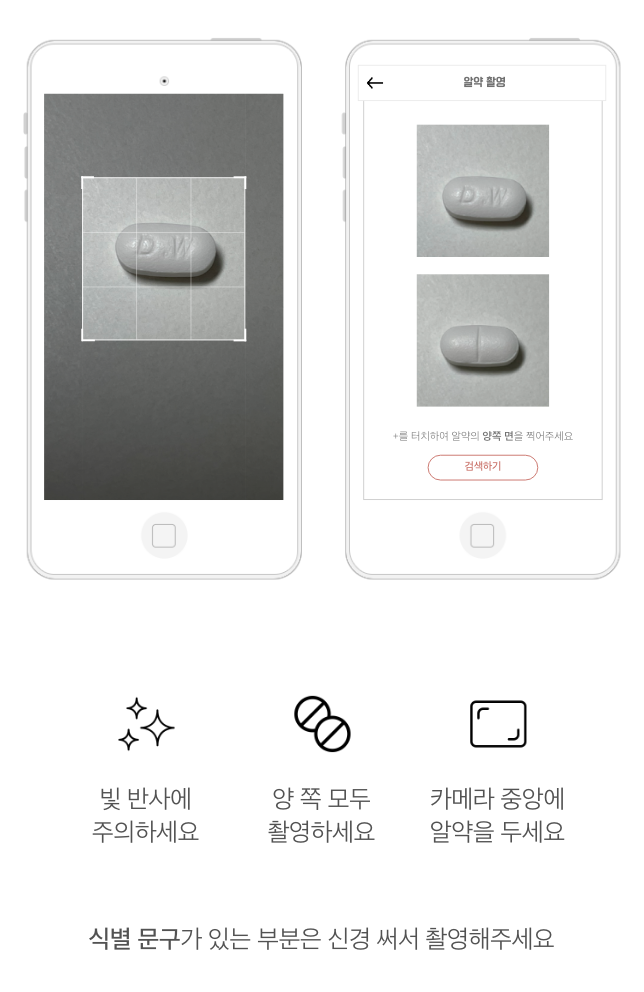 D W
알약 촬영
D W
+를 터치하여 알약의 양쪽 면을 찍어주세요
검색하기
빛 반사에
주의하세요
양 쪽 모두
촬영하세요
카메라 중앙에
알약을 두세요
식별 문구가 있는 부분은 신경 써서 촬영해주세요